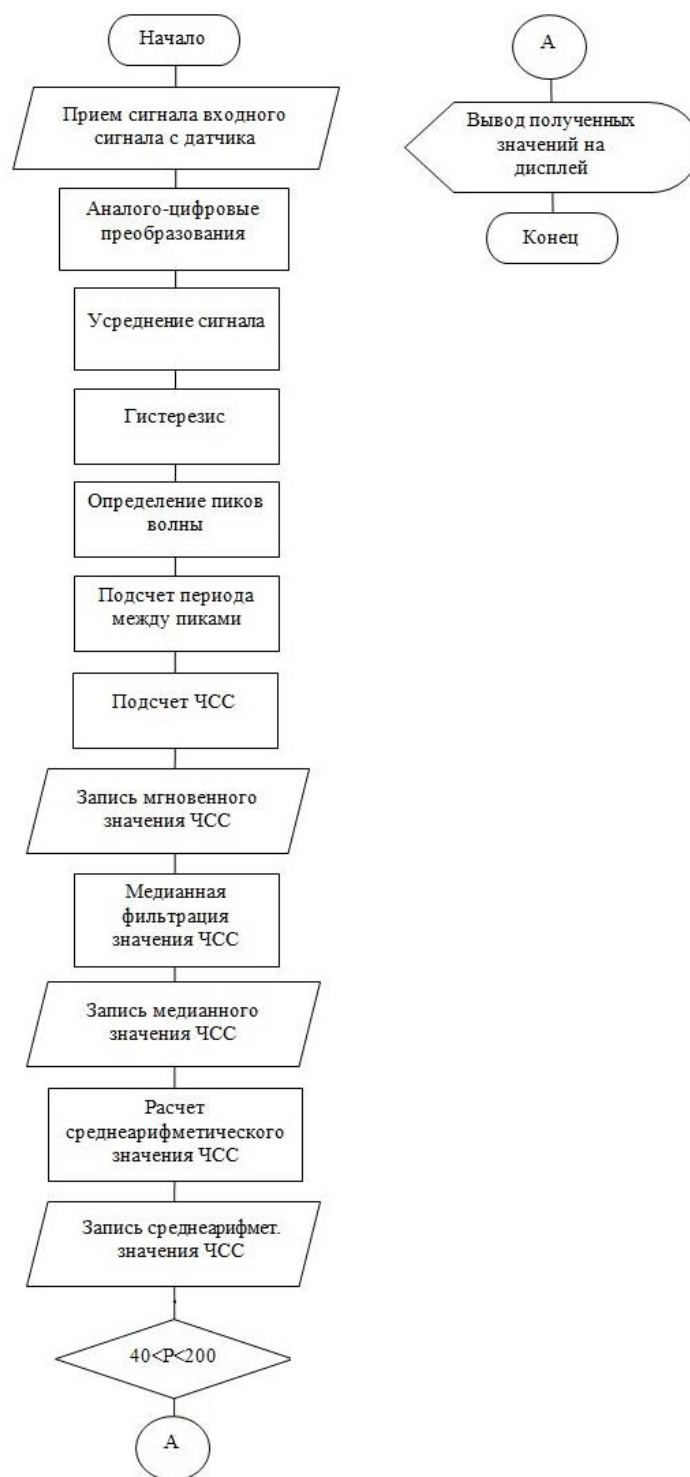 Начало
Прием сигнала входного
сигнала с датчика
Аналого-цифровые
преобразования
Усреднение сигнала
Гистерезис
Определение пиков
волны
Подсчет периода
между пиками
Подсчет ЧСС
Запись мгновенного
значения ЧСС
Медианная
фильтрация
значения ЧСС
Запись медианного
значения ЧСС
Расчет
среднеарифметического
значения ЧСС
Запись среднеарифмет.
значения ЧСС
40<P<200
А
А
Вывод полученных
значений на
дисплей
Конец